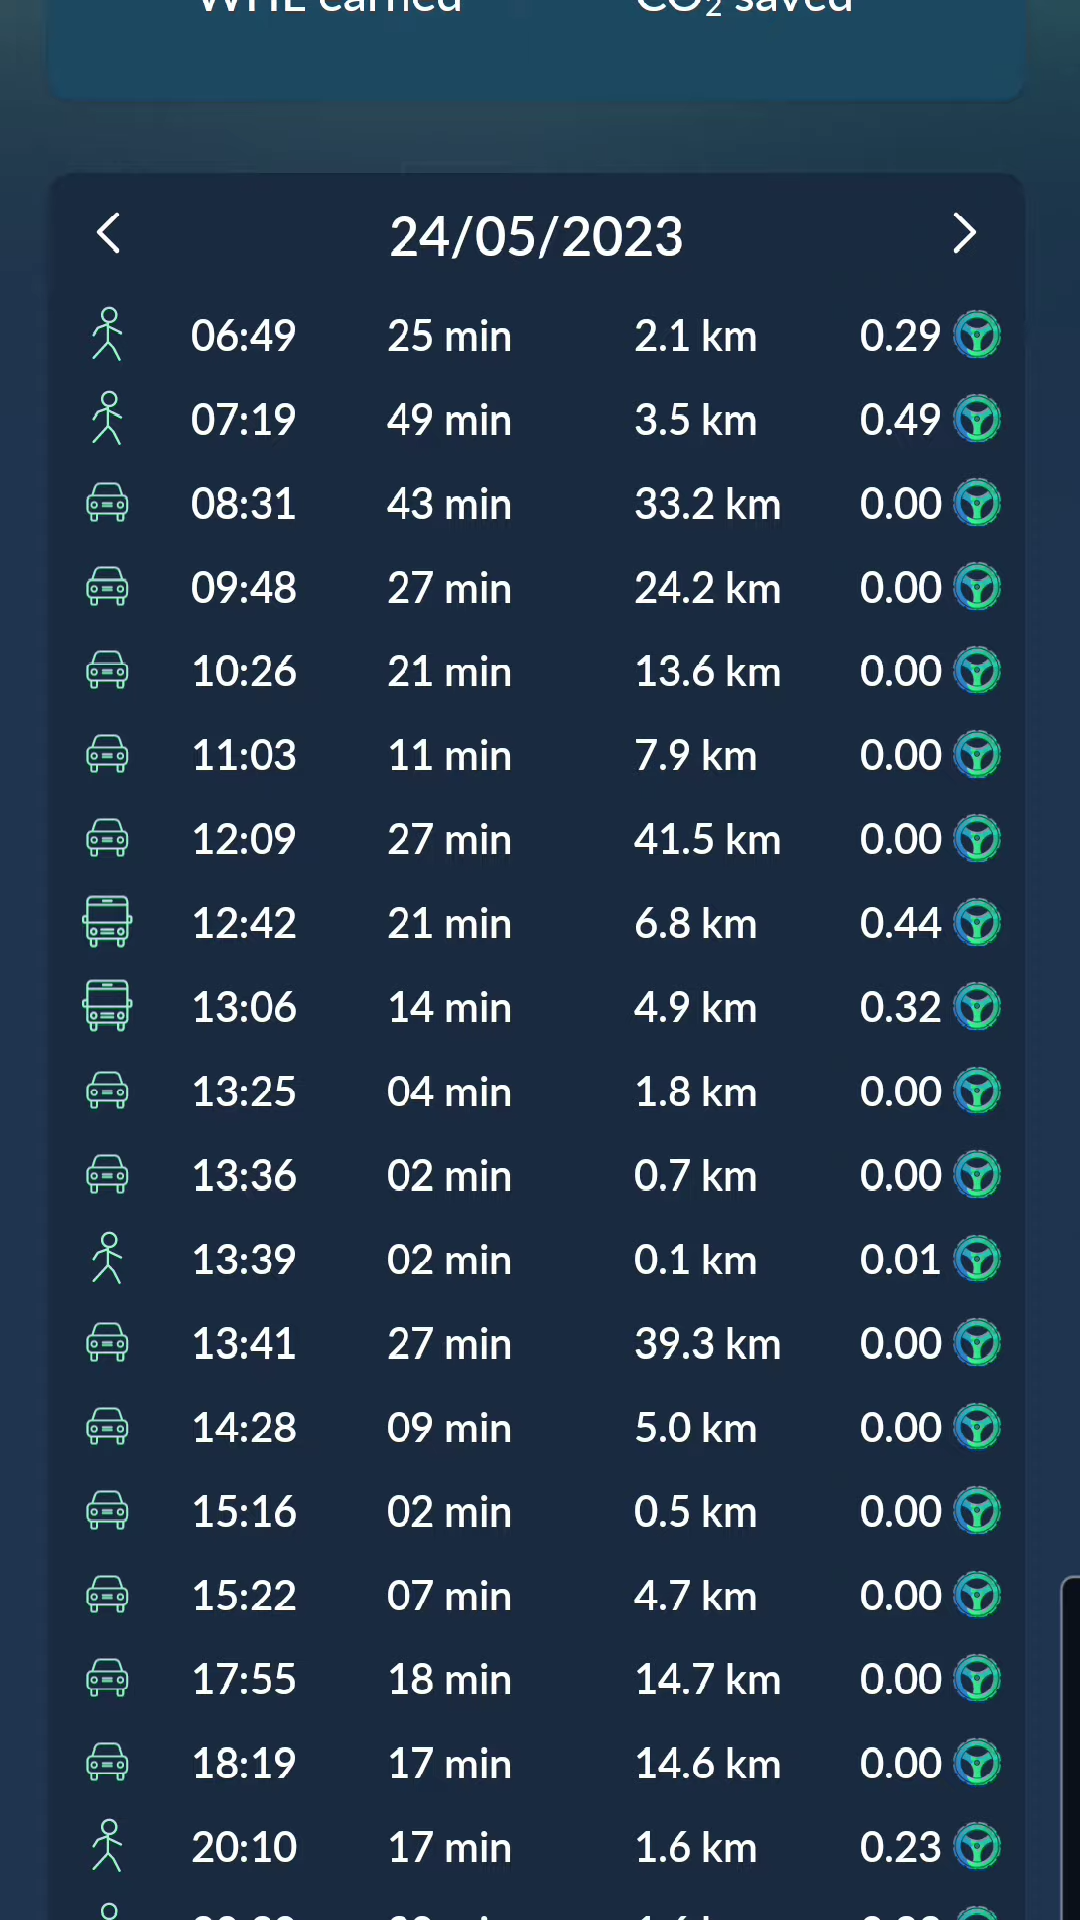 WHE earned CO₂ saved
24/05/2023
06:49 25 min 2.1 km 0.29
07:19 49 min 3.5 km 0.49
08:31 43 min 33.2 km 0.00
09:48 27 min 24.2 km 0.00
10:26 21 min 13.6 km 0.00
11:03 11 min 7.9 km 0.00
12:09 27 min 41.5 km 0.00
12:42 21 min 6.8 km 0.44
13:06 14 min 4.9 km 0.32
13:25 04 min 1.8 km 0.00
13:36 02 min 0.7 km 0.00
13:39 02 min 0.1 km 0.01
13:41 27 min 39.3 km 0.00
14:28 09 min 5.0 km 0.00
15:16 02 min 0.5 km 0.00
15:22 07 min 4.7 km 0.00
17:55 18 min 14.7 km 0.00
18:19 17 min 14.6 km 0.00
20:10 17 min 1.6 km 0.23